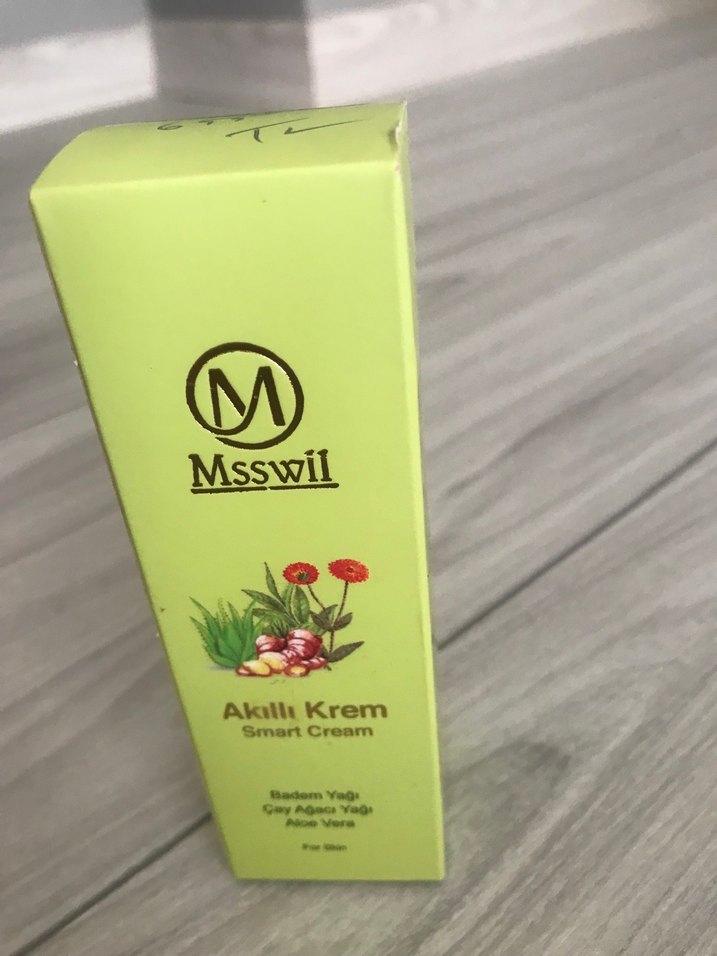 M
Msswil
Akıllı Krem
Smart Cream
Badem Yağı
Çay Ağacı Yağı
Aloe Vera
For Skin